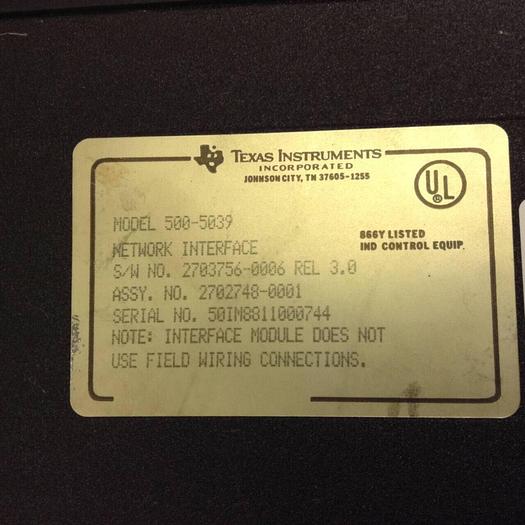 TEXAS INSTRUMENTS
INCORPORATED
JOHNSON CITY, TN 37605-1255
UL
®
866Y LISTED
IND CONTROL EQUIP.
MODEL 500-5039
NETWORK INTERFACE
S/W NO. 2703756-0006 REL 3.0
ASSY. NO. 2702748-0001
SERIAL NO. 50IM8811000744
NOTE: INTERFACE MODULE DOES NOT
USE FIELD WIRING CONNECTIONS.